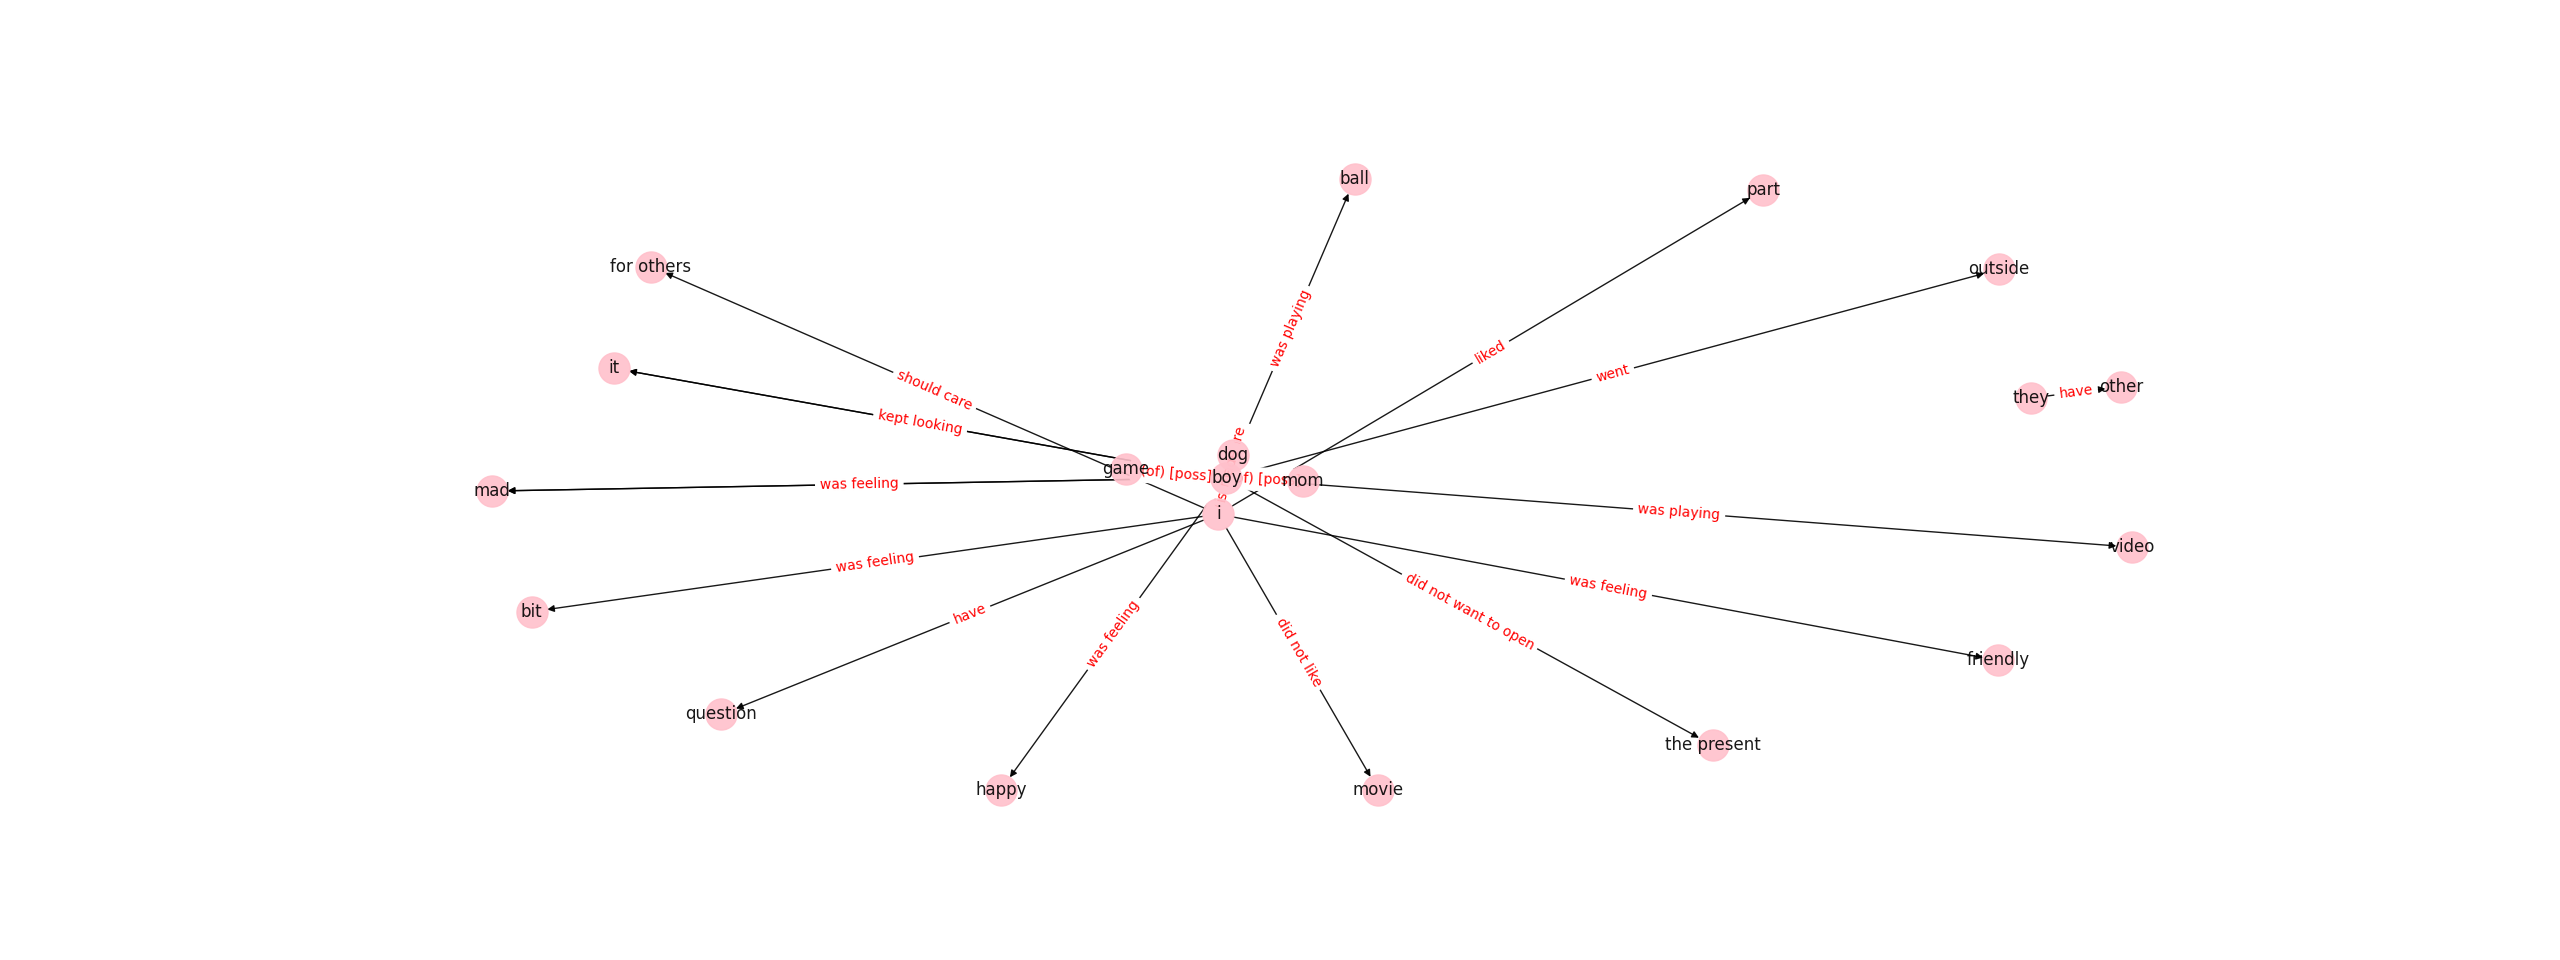 ball
part
for others
outside
was playing
it
liked
went
should care
they
have
other
kept looking
dog
game
(of) [poss]
boy
mom
mad
was feeling
i
was playing
video
was feeling
bit
have
was feeling
did not like
did not want to open
was feeling
friendly
question
the present
happy
movie